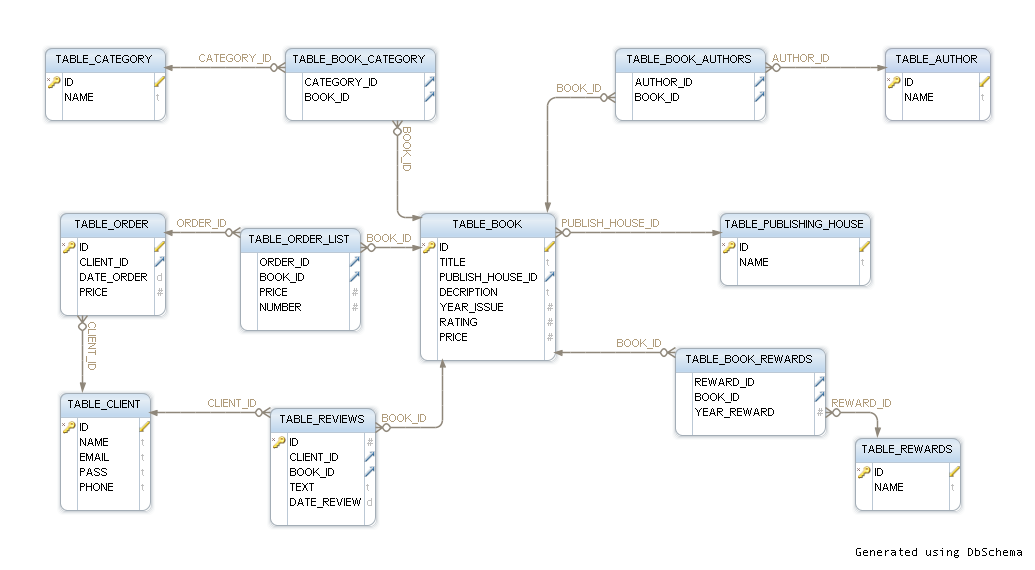 TABLE_CATEGORY
ID
NAME
t
CATEGORY_ID
TABLE_BOOK_CATEGORY
CATEGORY_ID
BOOK_ID
BOOK_ID
TABLE_BOOK_AUTHORS
AUTHOR_ID
BOOK_ID
BOOK_ID
AUTHOR_ID
TABLE_AUTHOR
ID
NAME
t
TABLE_ORDER
ID
CLIENT_ID
DATE_ORDER d
PRICE #
ORDER_ID
TABLE_ORDER_LIST
ORDER_ID
BOOK_ID
PRICE #
NUMBER #
BOOK_ID
TABLE_BOOK
ID
TITLE t
PUBLISH_HOUSE_ID
DECRIPTION t
YEAR_ISSUE #
RATING #
PRICE #
PUBLISH_HOUSE_ID
TABLE_PUBLISHING_HOUSE
ID
NAME t
CLIENT_ID
TABLE_CLIENT
ID
NAME t
EMAIL t
PASS t
PHONE t
CLIENT_ID
TABLE_REVIEWS
ID #
CLIENT_ID
BOOK_ID
TEXT t
DATE_REVIEW d
BOOK_ID
BOOK_ID
TABLE_BOOK_REWARDS
REWARD_ID
BOOK_ID
YEAR_REWARD #
REWARD_ID
TABLE_REWARDS
ID
NAME t
Generated using DbSchema